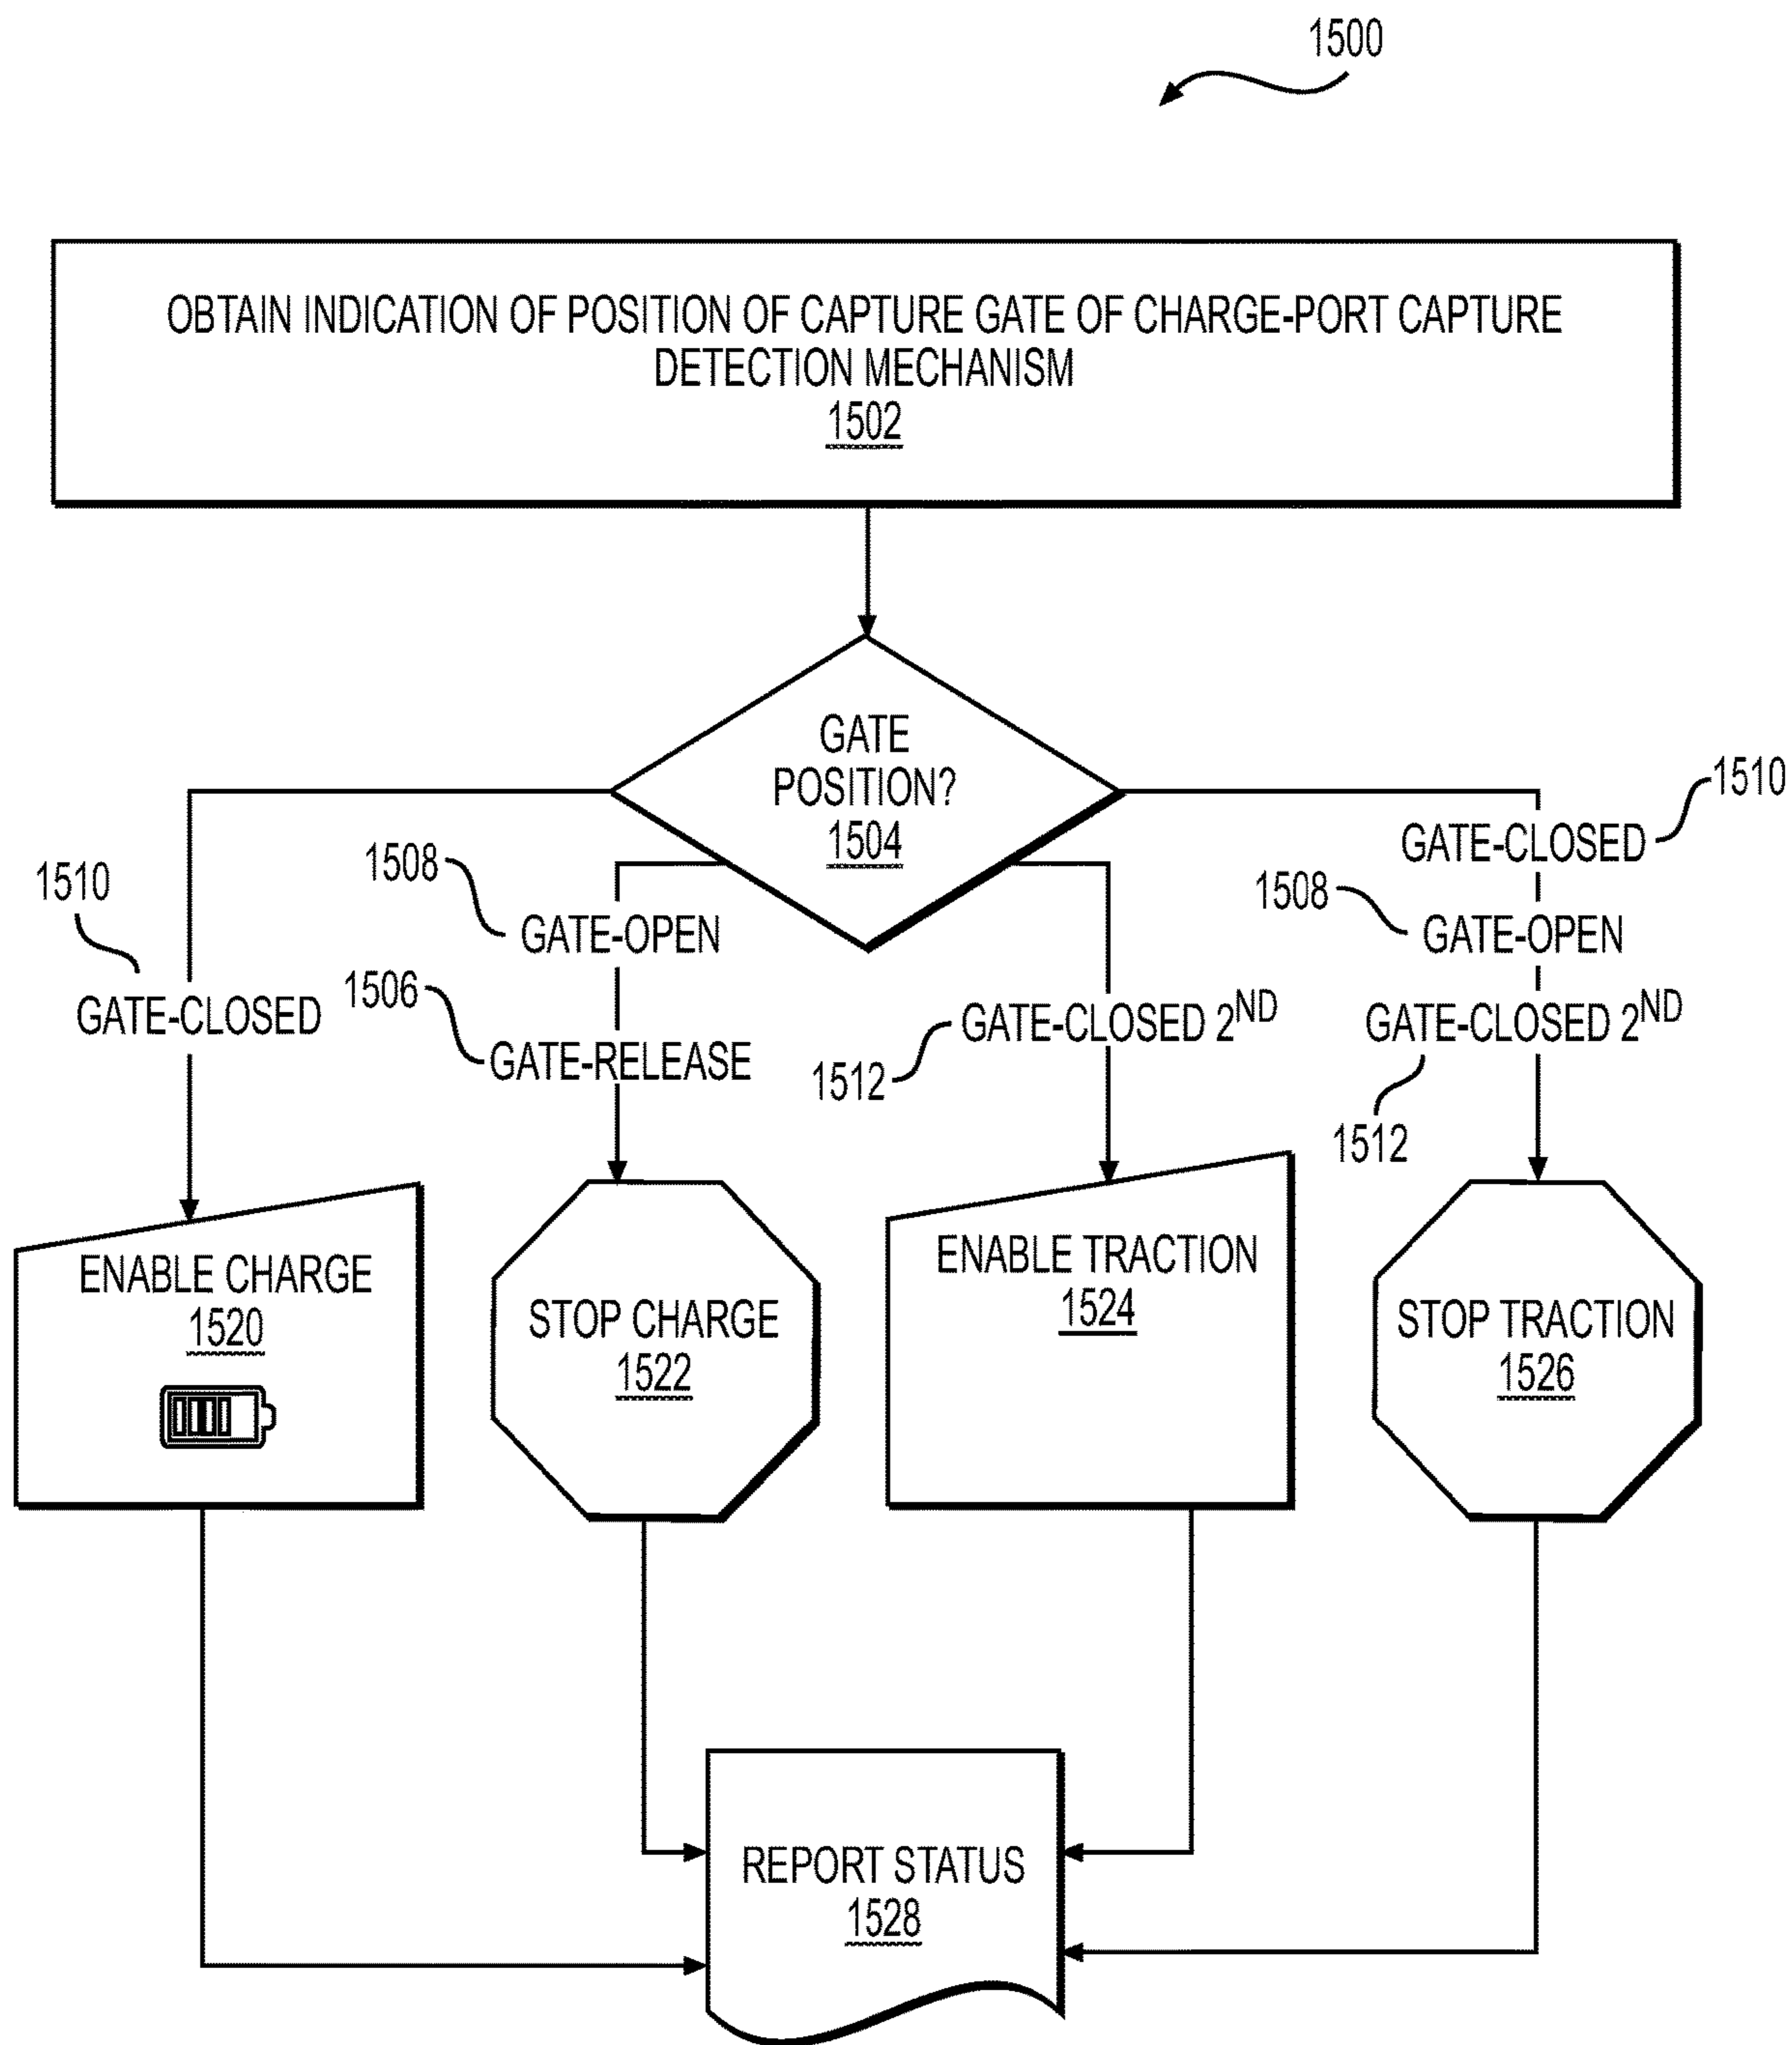 1500
OBTAIN INDICATION OF POSITION OF CAPTURE GATE OF CHARGE-PORT CAPTURE
DETECTION MECHANISM
1502
GATE
POSITION?
1504
1510
GATE-CLOSED
1508
GATE-OPEN
1506
GATE-RELEASE
GATE-CLOSED 2ND
1512
1510
GATE-CLOSED
1508
GATE-OPEN
GATE-CLOSED 2ND
1512
ENABLE CHARGE
1520
STOP CHARGE
1522
ENABLE TRACTION
1524
STOP TRACTION
1526
REPORT STATUS
1528